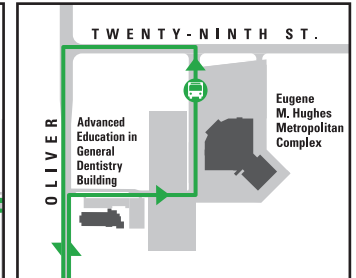 TWENTY-NINTH ST.
OLIVER
Advanced
Education in
General
Dentistry
Building
Eugene
M. Hughes
Metropolitan
Complex